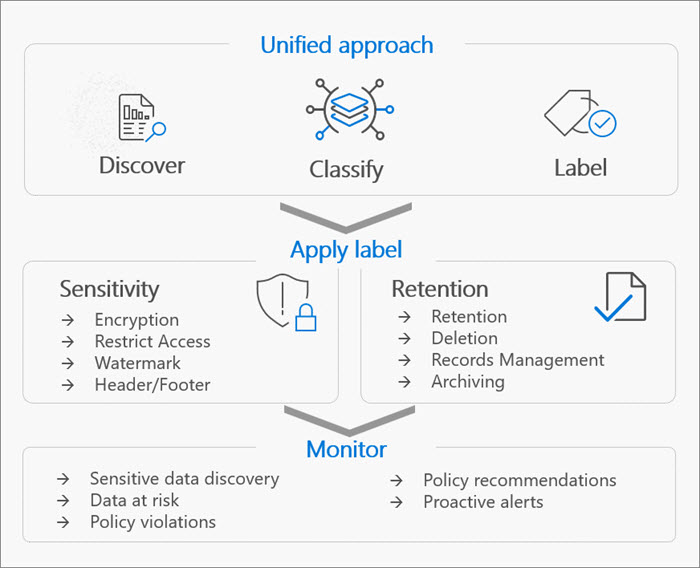 Unified approach
Discover
Classify
Label
Apply label
Sensitivity
→ Encryption
→ Restrict Access
→ Watermark
→ Header/Footer
Retention
→ Retention
→ Deletion
→ Records Management
→ Archiving
Monitor
→ Sensitive data discovery
→ Data at risk
→ Policy violations
→ Policy recommendations
→ Proactive alerts